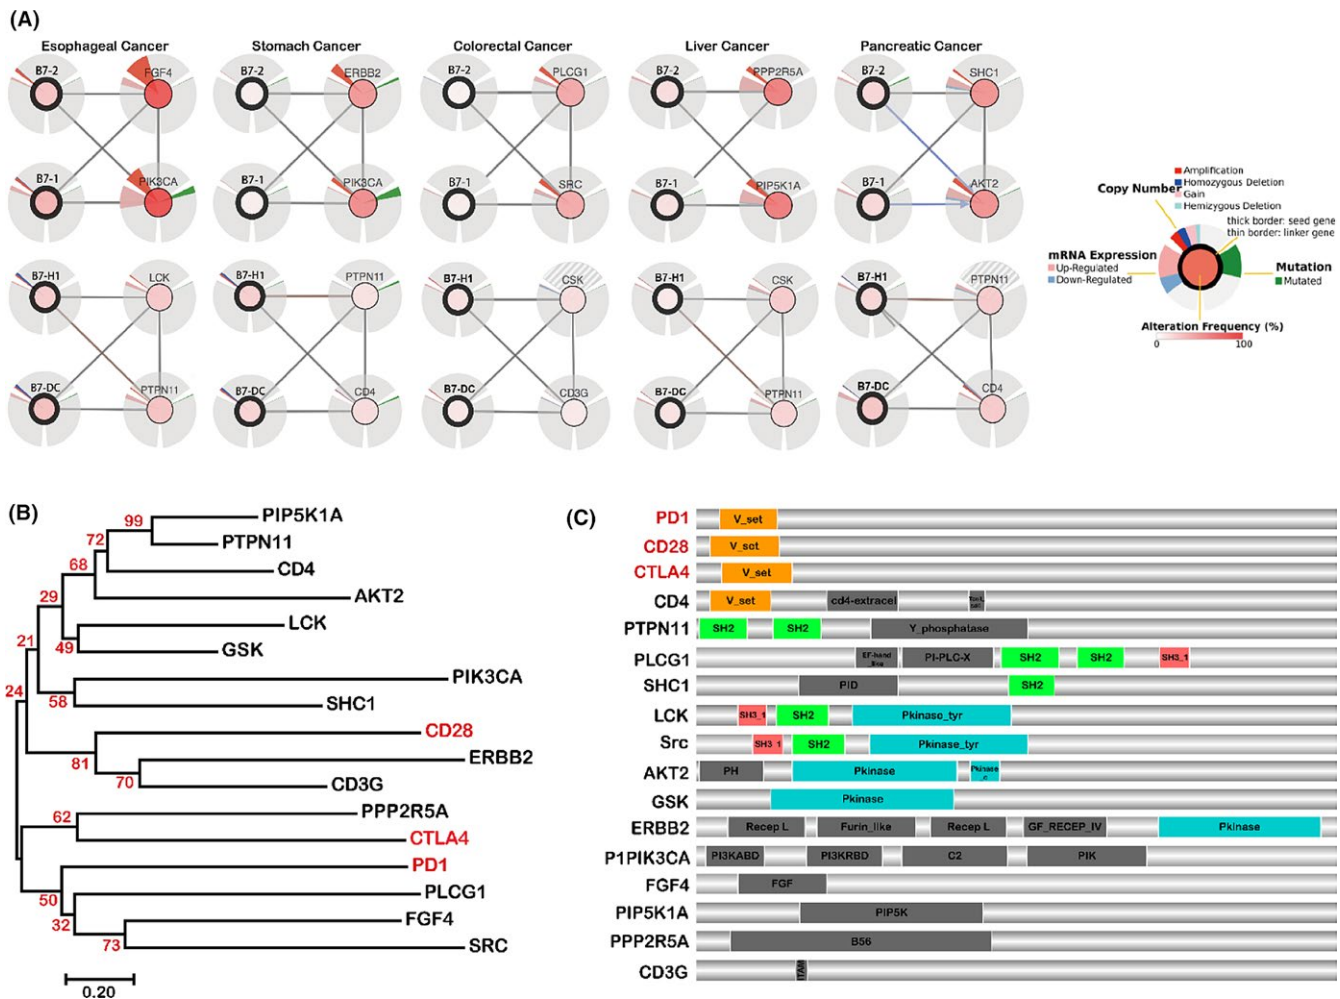 (A)
Esophageal Cancer
Stomach Cancer
Colorectal Cancer
Liver Cancer
Pancreatic Cancer
B7-2
FGF4
B7-2
ERBB2
B7-2
PLCG1
B7-2
PPP2R5A
B7-2
SHC1
B7-1
PIK3CA
B7-1
PIK3CA
B7-1
SRC
B7-1
PIP5K1A
B7-1
AKT2
B7-H1
LCK
B7-H1
PTPN11
B7-H1
CSK
B7-H1
CSK
B7-H1
PTPN11
B7-DC
PTPN11
B7-DC
CD4
B7-DC
CD3G
B7-DC
PTPN11
B7-DC
CD4
Amplification
Homozygous Deletion
Copy Number
Gain
Hemizygous Deletion
thick border: seed gene
thin border: linker gene
mRNA Expression
Up-Regulated
Down-Regulated
Mutation
Mutated
Alteration Frequency (%)
0
100
(B)
PIP5K1A
99
PTPN11
72
CD4
68
AKT2
29
LCK
49
GSK
21
PIK3CA
58
SHC1
24
CD28
81
ERBB2
70
CD3G
PPP2R5A
62
CTLA4
PD1
50
PLCG1
32
FGF4
73
SRC
0.20
(C)
PD1
V_set
CD28
V_set
CTLA4
V_set
CD4
V_set
cd4-extracel
PTPN11
SH2
SH2
Y_phosphatase
PLCG1
EF-hand
PI-PLC-X
SH2
SH2
SH3_1
SHC1
PID
SH2
LCK
SH3_1
SH2
Pkinase_tyr
Src
SH3_1
SH2
Pkinase_tyr
AKT2
PH
Pkinase
Pkinase
GSK
Pkinase
ERBB2
Recep L
Furin_like
Recep L
GF_RECEP_IV
Pkinase
P1PIK3CA
PI3KABD
PI3KRBD
C2
PIK
FGF4
FGF
PIP5K1A
PIP5K
PPP2R5A
B56
CD3G
ITAM